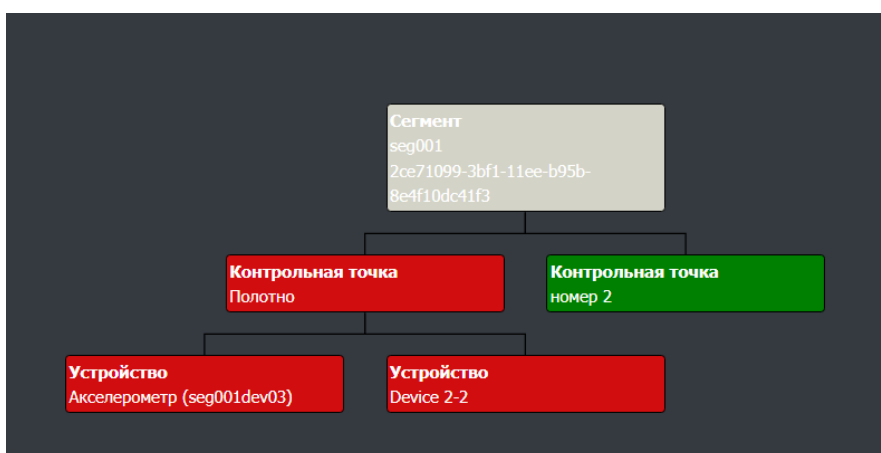 Сегмент
seg001
2ce71099-3bf1-11ee-b95b-
8e4f10dc41f3
Контрольная точка
Полотно
Контрольная точка
номер 2
Устройство
Акселерометр (seg001dev03)
Устройство
Device 2-2